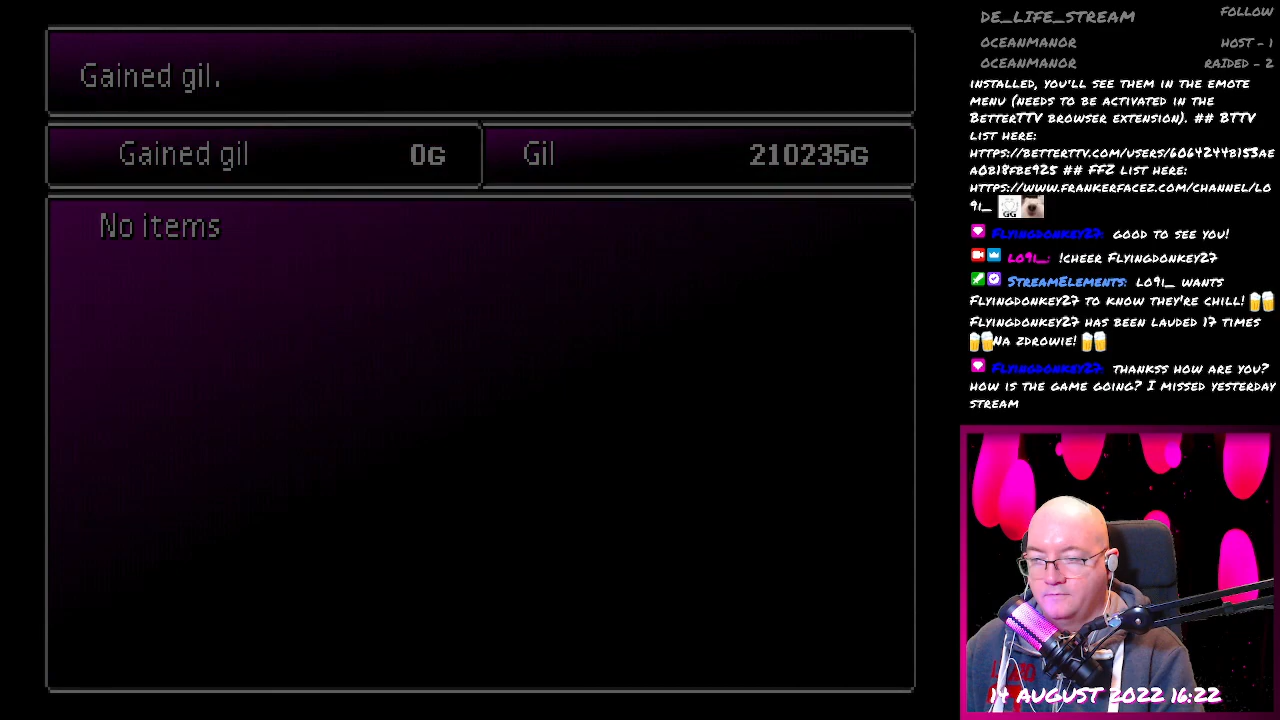 Gained gil.
Gained gil 0G
Gil 210235G
No items
DE_LIFE_STREAM FOLLOW
OCEANMANOR HOST - 1
OCEANMANOR RAIDED - 2
INSTALLED, YOU'LL SEE THEM IN THE EMOTE
MENU (NEEDS TO BE ACTIVATED IN THE
BETTERTTV BROWSER EXTENSION). ## BTTV
LIST HERE:
HTTPS://BETTERTTV.COM/USERS/6064244B153AE
A0B18FBE925 ## FFZ LIST HERE:
HTTPS://WWW.FRANKERFACEZ.COM/CHANNEL/LO
9I_ GG
FLYINGDONKEY27: GOOD TO SEE YOU!
LO9I_: !CHEER FLYINGDONKEY27
STREAMELEMENTS: LO9I_ WANTS
FLYINGDONKEY27 TO KNOW THEY'RE CHILL!
FLYINGDONKEY27 HAS BEEN LAUDED 17 TIMES
NA ZDROWIE!
FLYINGDONKEY27: THANKSS HOW ARE YOU?
HOW IS THE GAME GOING? I MISSED YESTERDAY
STREAM
14 AUGUST 2022 16:22